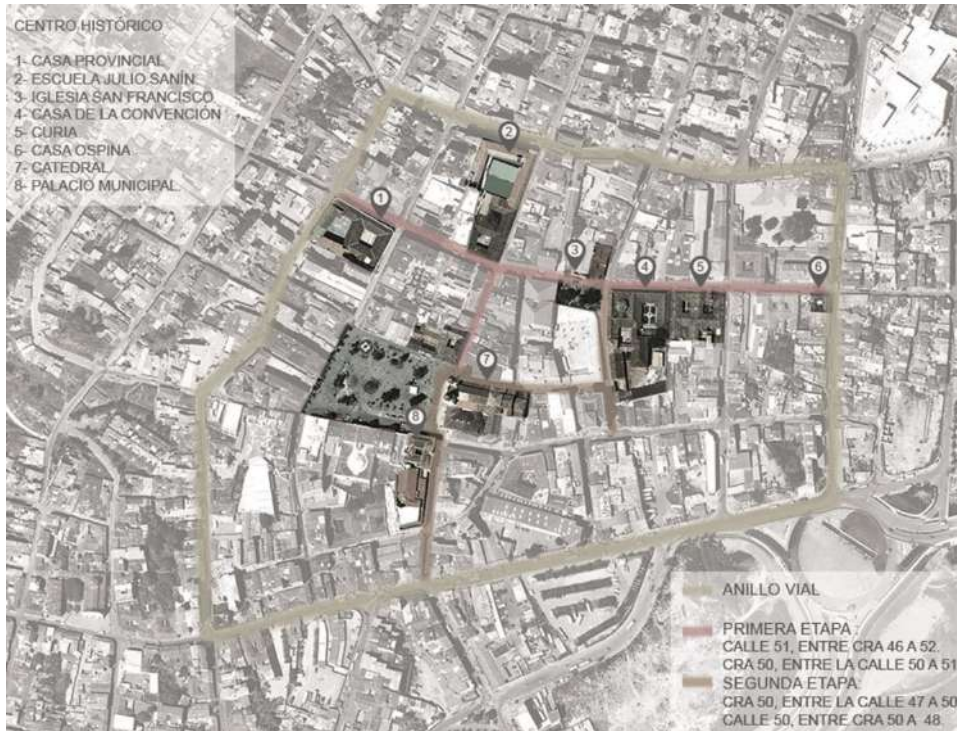 CENTRO HISTÓRICO
1- CASA PROVINCIAL
2- ESCUELA JULIO SANÍN
3- IGLESIA SAN FRANCISCO
4- CASA DE LA CONVENCIÓN
5- CURIA
6- CASA OSPINA
7- CATEDRAL
8- PALACIO MUNICIPAL
1
2
3
4
5
6
7
8
ANILLO VIAL
PRIMERA ETAPA
CALLE 51, ENTRE CRA 46 A 52.
CRA 50, ENTRE LA CALLE 50 A 51
SEGUNDA ETAPA
CRA 50, ENTRE LA CALLE 47 A 50
CALLE 50, ENTRE CRA 50 A 48.